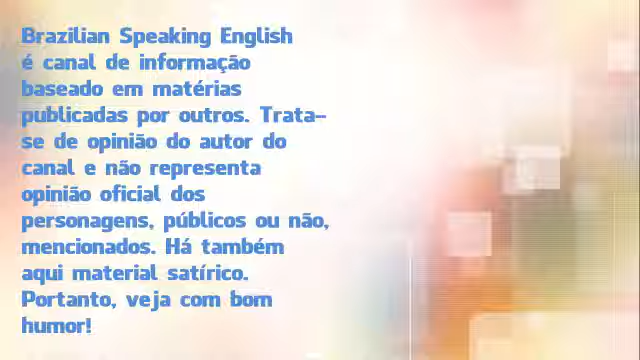 Brazilian Speaking English
é canal de informação
baseado em matérias
publicadas por outros. Trata-
se de opinião do autor do
canal e não representa
opinião oficial dos
personagens, públicos ou não,
mencionados. Há também
aqui material satírico.
Portanto, veja com bom
humor!